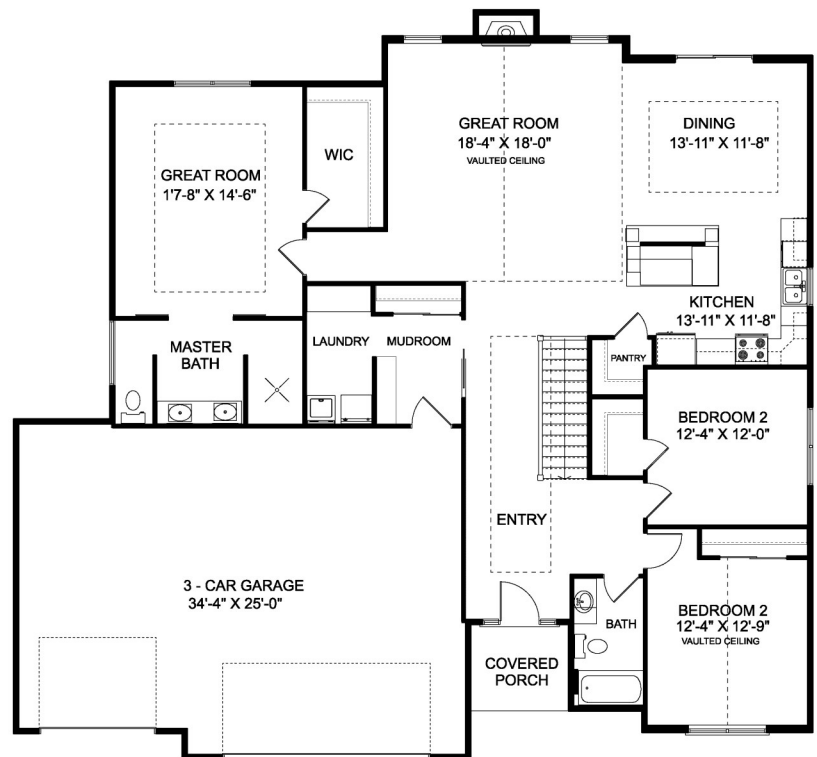 GREAT ROOM
18'-4" X 18'-0"
VAULTED CEILING
DINING
13'-11" X 11'-8"
WIC
GREAT ROOM
1'7-8" X 14'-6"
KITCHEN
13'-11" X 11'-8"
MASTER
BATH
LAUNDRY
MUDROOM
PANTRY
BEDROOM 2
12'-4" X 12'-0"
ENTRY
3 - CAR GARAGE
34'-4" X 25'-0"
BEDROOM 2
12'-4" X 12'-9"
VAULTED CEILING
BATH
COVERED
PORCH